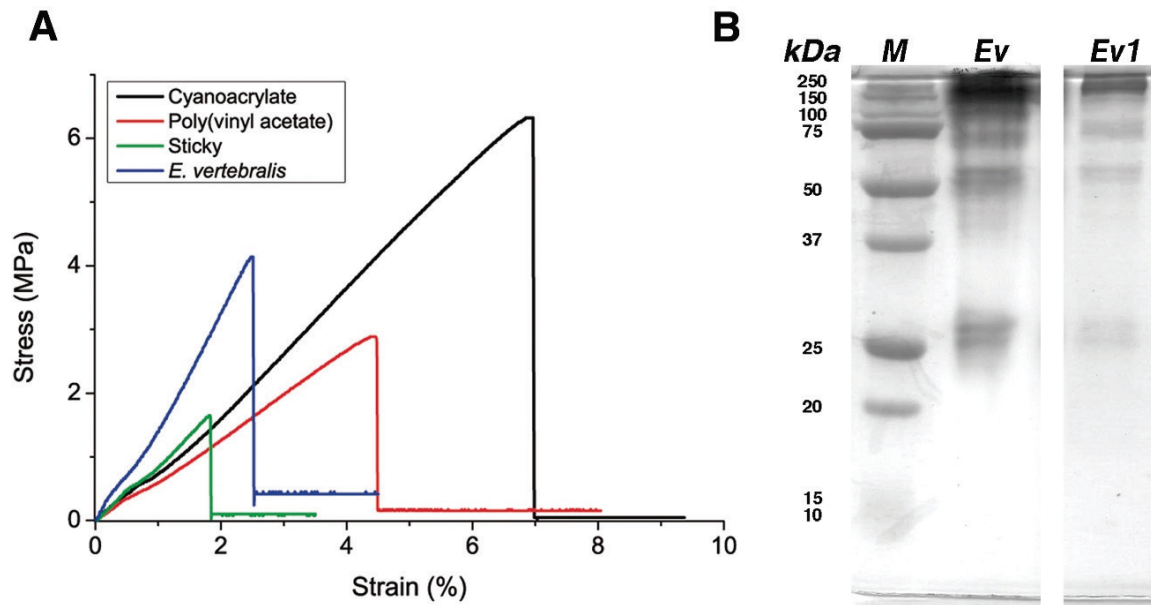 A
Cyanoacrylate
Poly(vinyl acetate)
Sticky
E. vertebralis
Stress (MPa)
6
4
2
0
0 2 4 6 8 10
Strain (%)
B
kDa M Ev Ev1
250
150
100
75
50
37
25
20
15
10